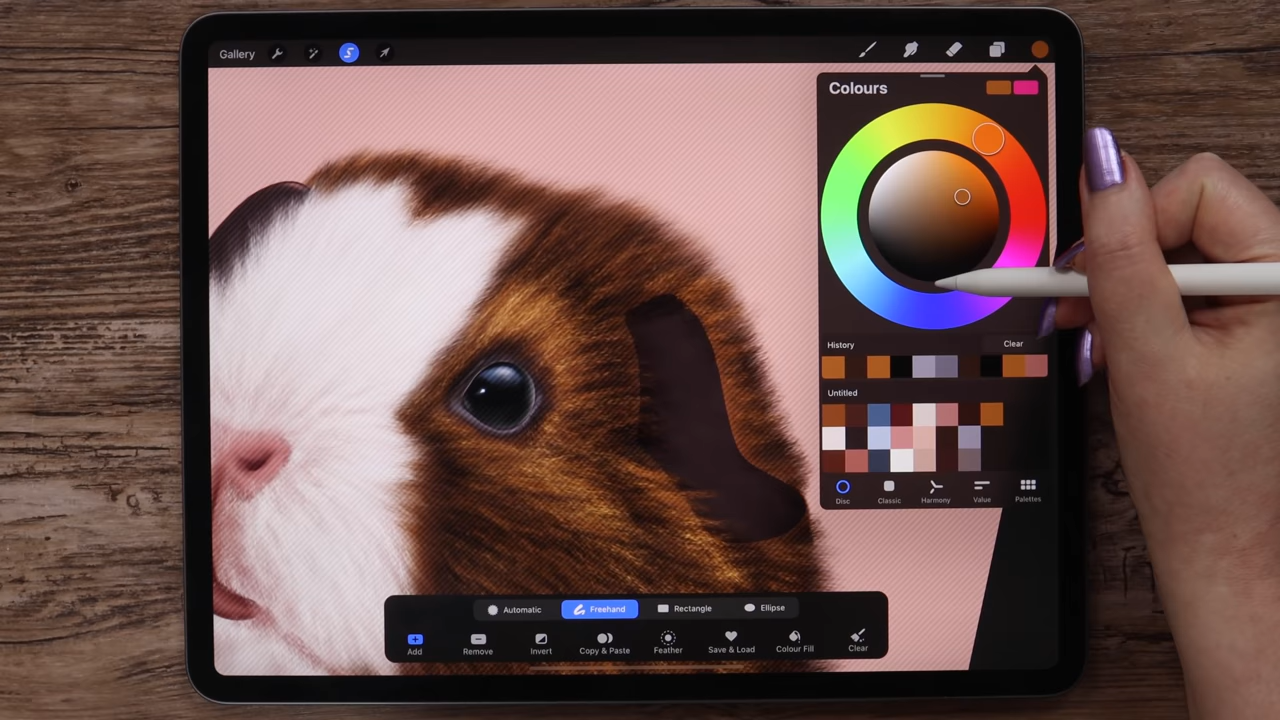 Gallery
Colours
History
Clear
Untitled
Disc
Classic
Harmony
Value
Palettes
Automatic
Freehand
Rectangle
Ellipse
Add
Remove
Invert
Copy & Paste
Feather
Save & Load
Colour Fill
Clear